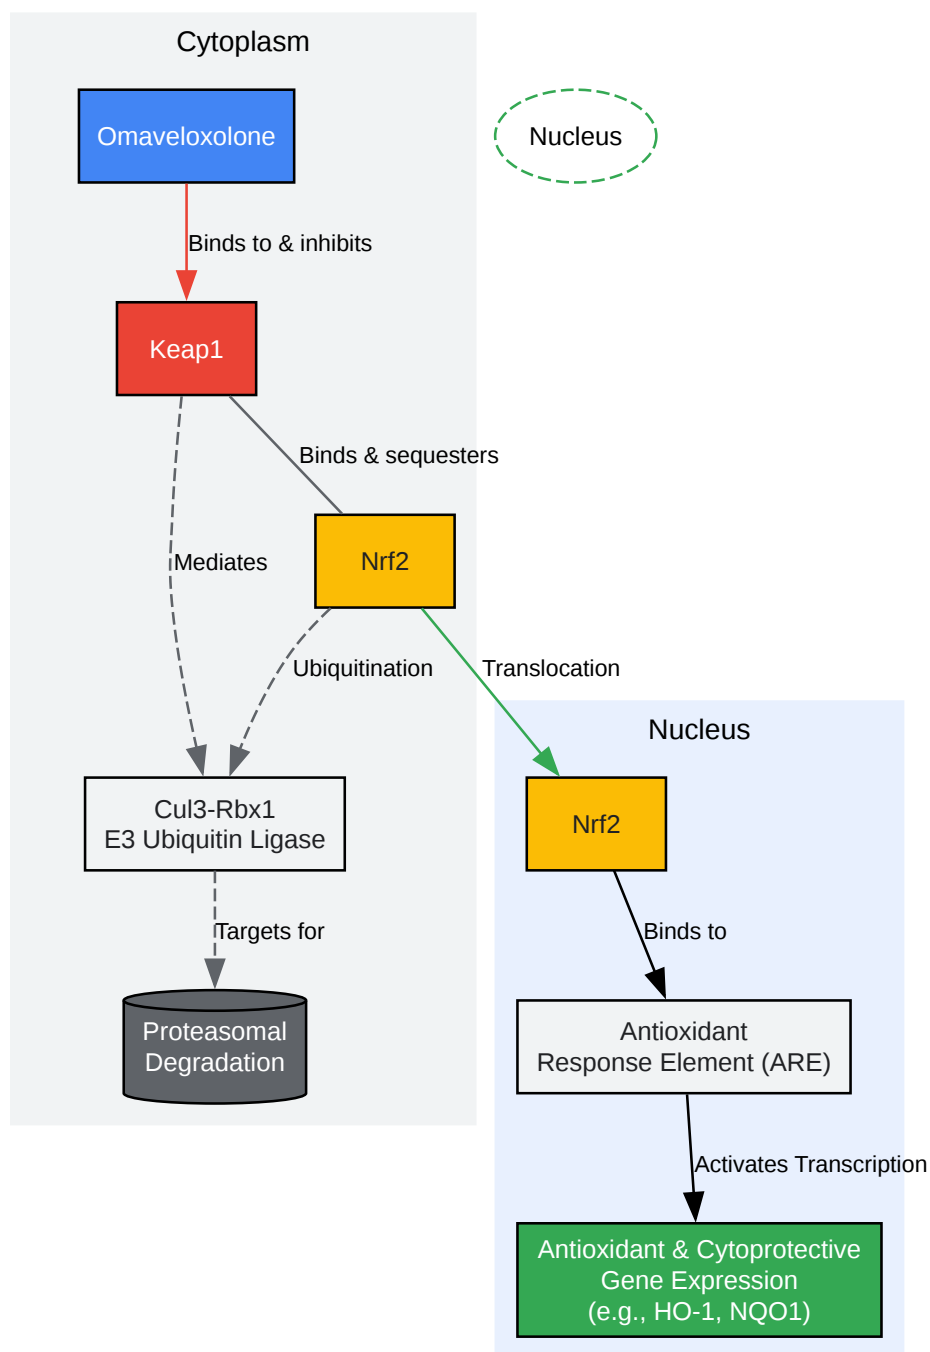 Cytoplasm
Omaveloxolone
Nucleus
Binds to & inhibits
Keap1
Binds & sequesters
Mediates
Nrf2
Ubiquitination
Translocation
Nucleus
Cul3-Rbx1
E3 Ubiquitin Ligase
Nrf2
Targets for
Binds to
Proteasomal
Degradation
Antioxidant
Response Element (ARE)
Activates Transcription
Antioxidant & Cytoprotective
Gene Expression
(e.g., HO-1, NQO1)